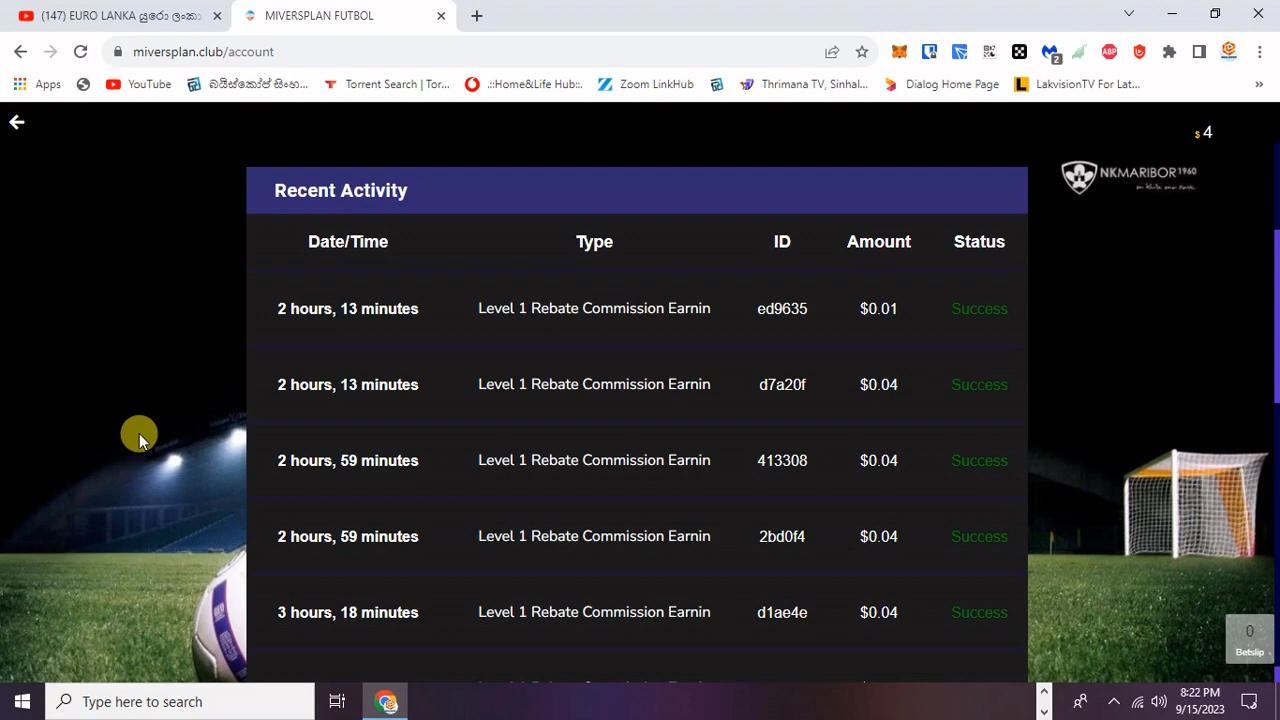 (147) EURO LANKA යුරෝ ලංකා
MIVERSPLAN FUTBOL
miversplan.club/account
2
ABP
Apps
YouTube
බයිස්කෝප් සිංහ...
Torrent Search | Tor...
.::Home&Life Hub::.
Zoom LinkHub
Thrimana TV, Sinhal...
Dialog Home Page
L LakvisionTV For Lat...
»
$ 4
NKMARIBOR 1960
Recent Activity
Date/Time Type ID Amount Status
2 hours, 13 minutes Level 1 Rebate Commission Earnin ed9635 $0.01 Success
2 hours, 13 minutes Level 1 Rebate Commission Earnin d7a20f $0.04 Success
2 hours, 59 minutes Level 1 Rebate Commission Earnin 413308 $0.04 Success
2 hours, 59 minutes Level 1 Rebate Commission Earnin 2bd0f4 $0.04 Success
3 hours, 18 minutes Level 1 Rebate Commission Earnin d1ae4e $0.04 Success
0
Betslip
Type here to search
8:22 PM
9/15/2023